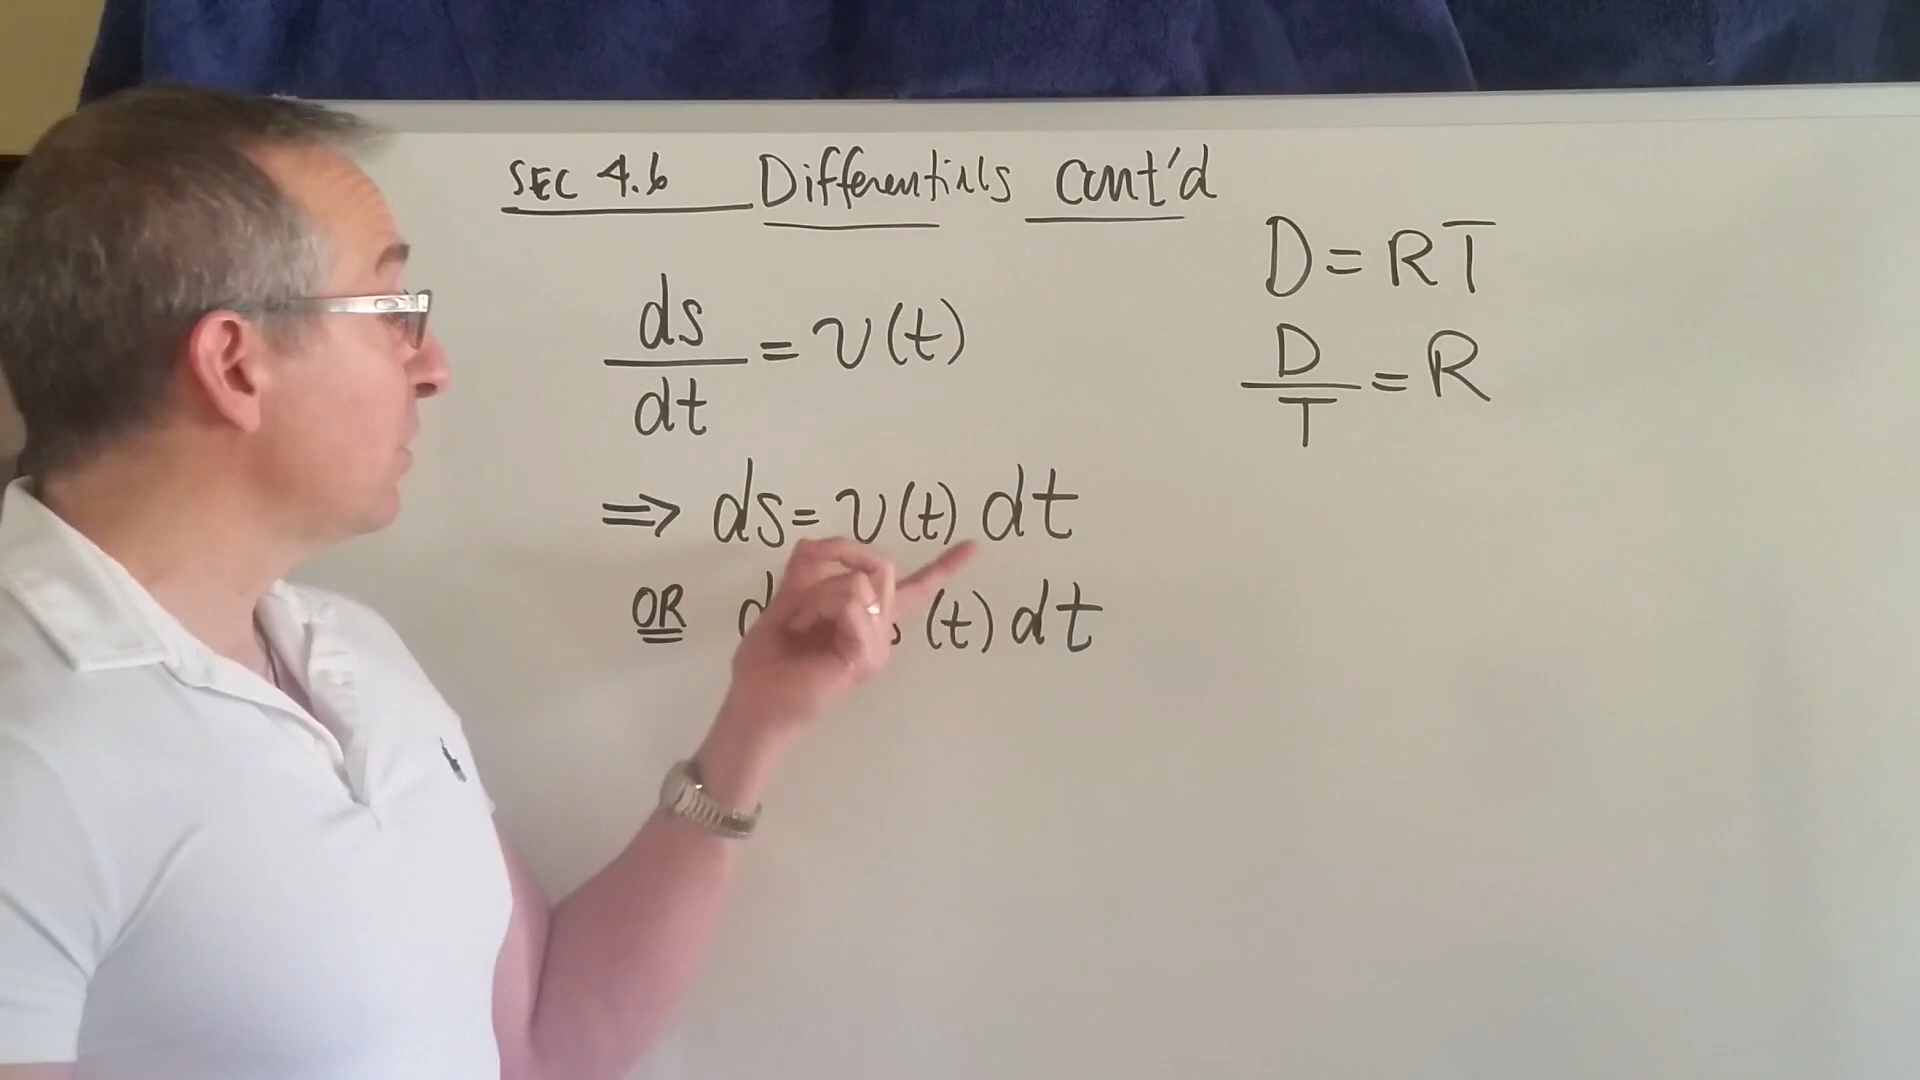 SEC 4.6 Differentials cont'd
ds/dt = v(t)
⇒ ds = v(t) dt
OR d (t) dt
D = RT
D/T = R